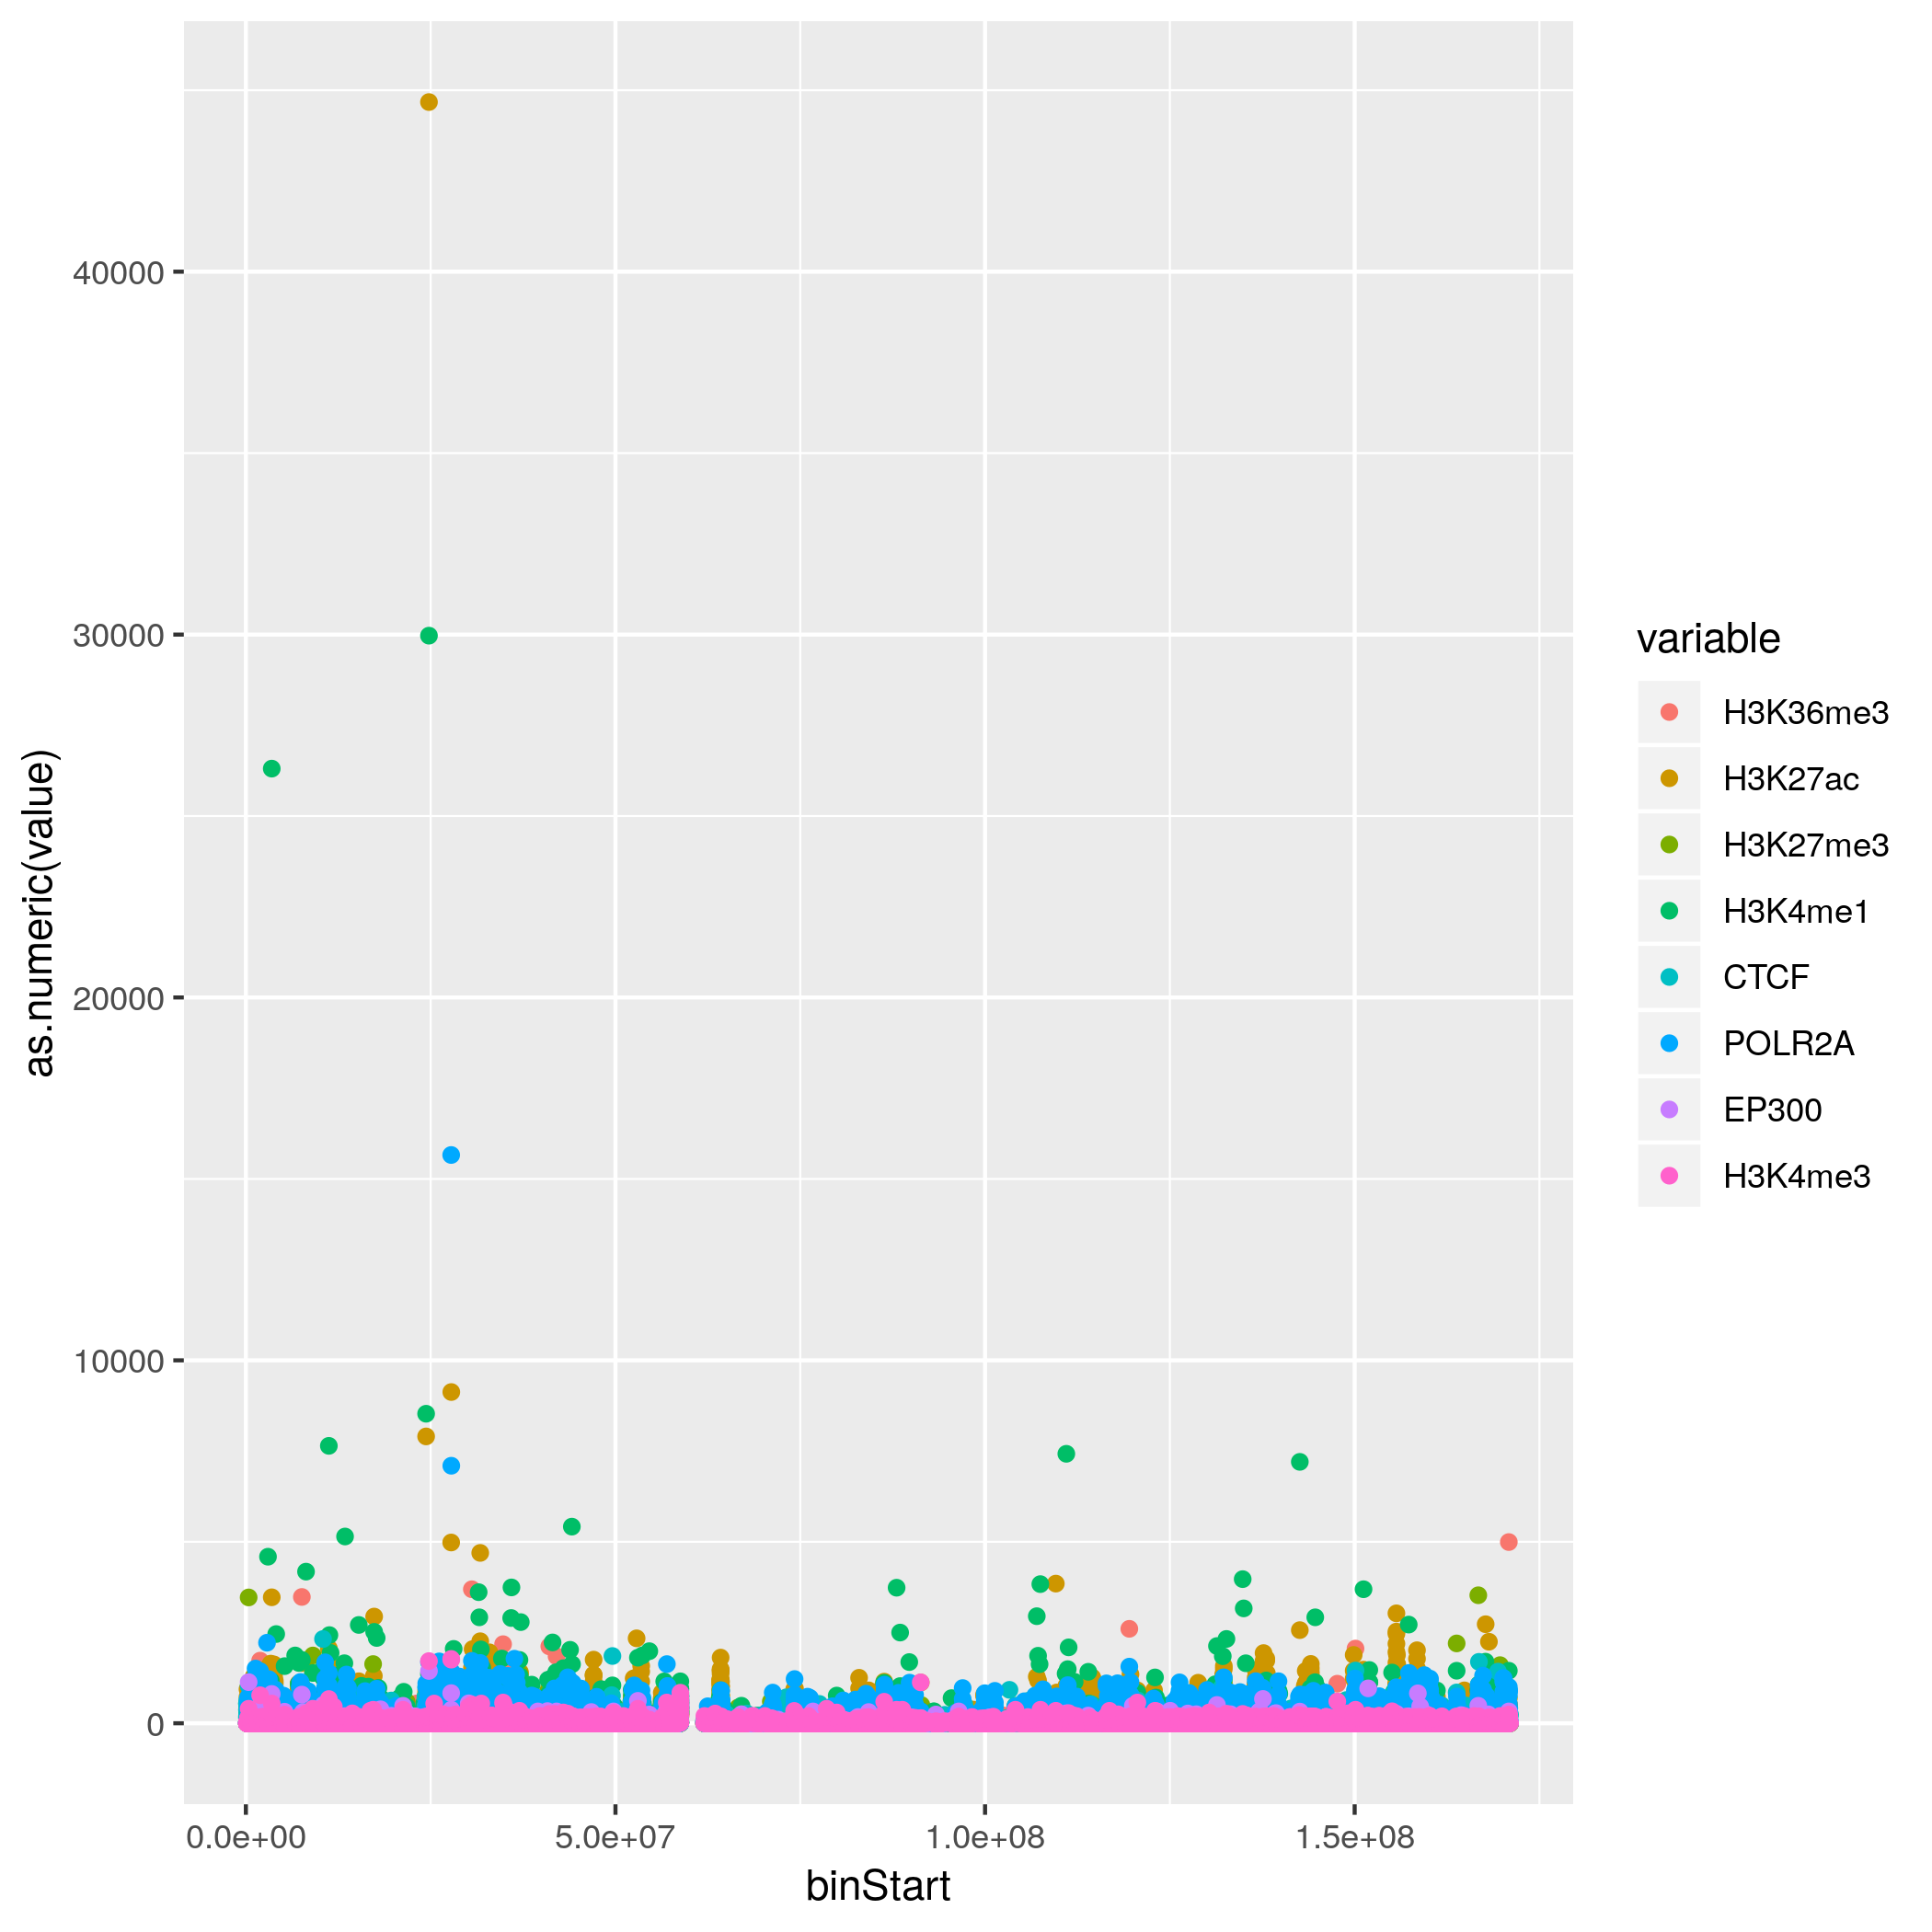 as.numeric(value)
40000
30000
20000
10000
0
0.0e+00 5.0e+07 1.0e+08 1.5e+08
binStart
variable
H3K36me3
H3K27ac
H3K27me3
H3K4me1
CTCF
POLR2A
EP300
H3K4me3